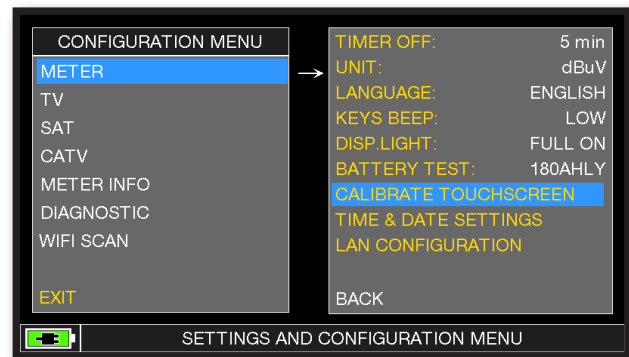 CONFIGURATION MENU
METER
TV
SAT
CATV
METER INFO
DIAGNOSTIC
WIFI SCAN
EXIT
TIMER OFF: 5 min
UNIT: dBuV
LANGUAGE: ENGLISH
KEYS BEEP: LOW
DISP.LIGHT: FULL ON
BATTERY TEST: 180AHLY
CALIBRATE TOUCHSCREEN
TIME & DATE SETTINGS
LAN CONFIGURATION
BACK
SETTINGS AND CONFIGURATION MENU